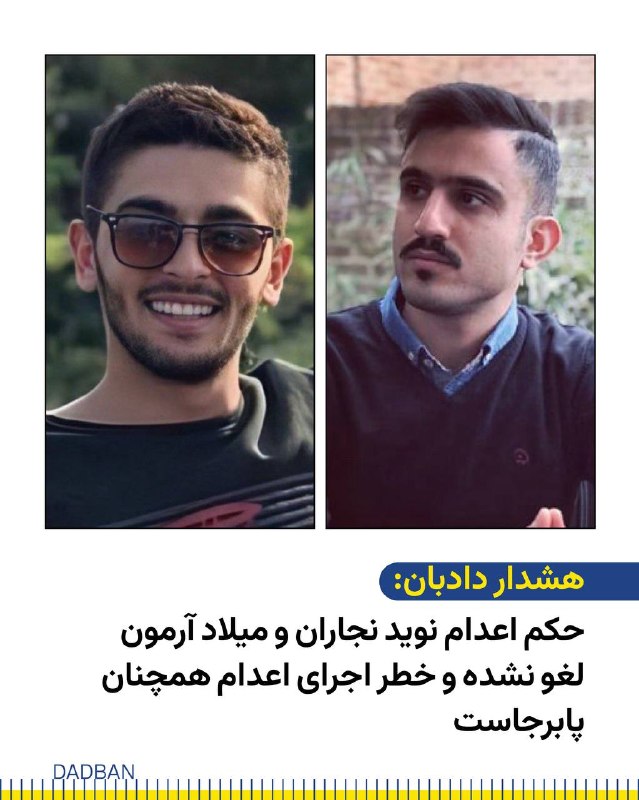 هشدار دادبان:
حکم اعدام نوید نجاران و میلاد آرمون
لغو نشده و خطر اجرای اعدام همچنان
پابرجاست
DADBAN